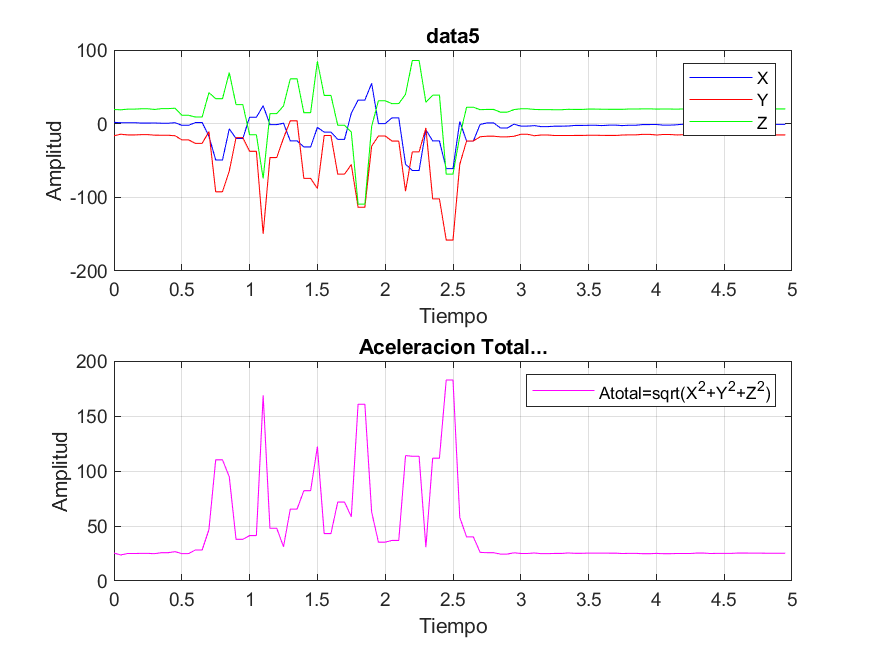 data5
100
0
-100
-200
Amplitud
X
Y
Z
0 0.5 1 1.5 2 2.5 3 3.5 4 4.5 5
Tiempo
Aceleracion Total...
200
150
100
50
0
Amplitud
Atotal=sqrt(X²+Y²+Z²)
0 0.5 1 1.5 2 2.5 3 3.5 4 4.5 5
Tiempo